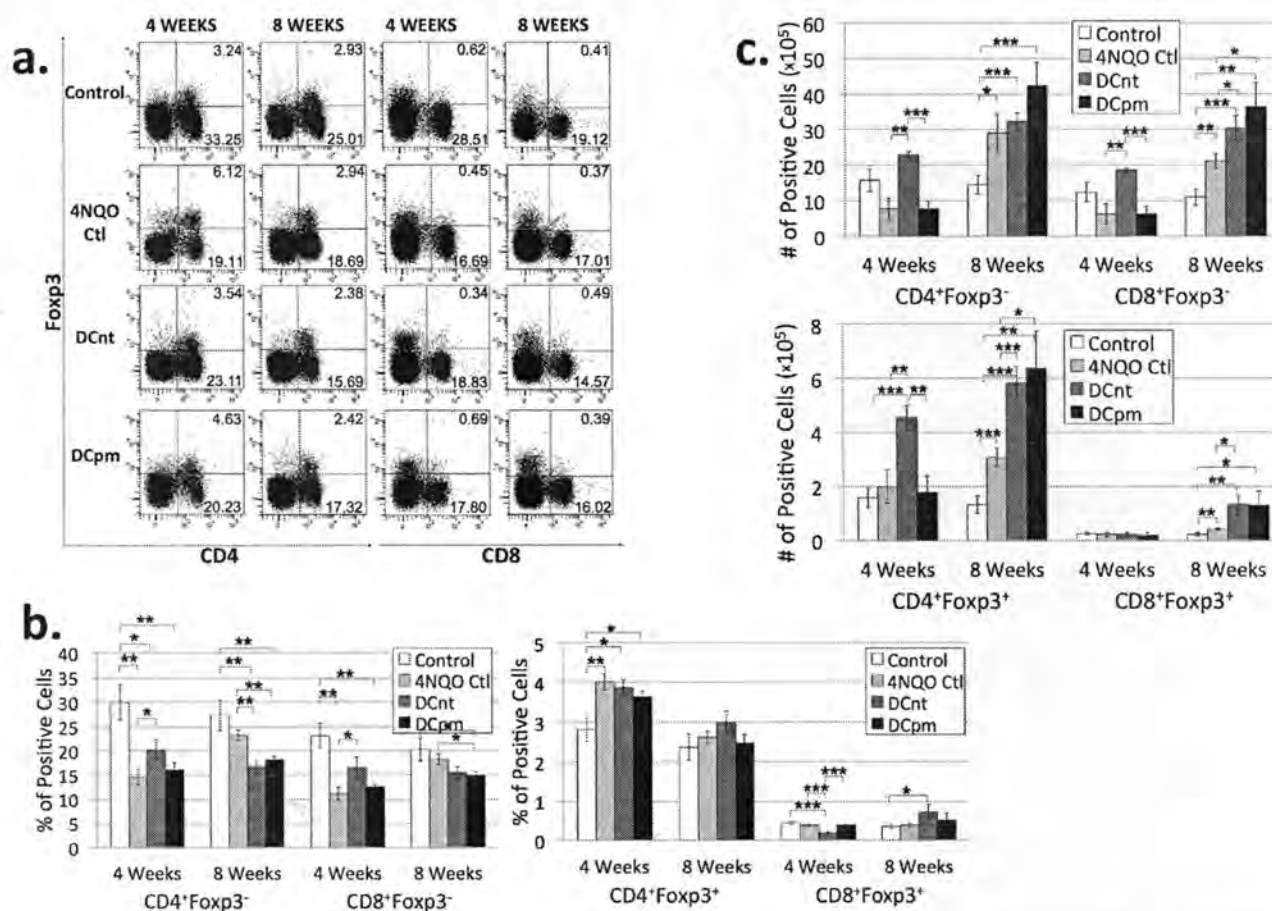 a.
4 WEEKS 8 WEEKS 4 WEEKS 8 WEEKS
Control
3.24 2.93 0.62 0.41
33.25 25.01 28.51 19.12
4NQO
Ctl
6.12 2.94 0.45 0.37
19.11 18.69 16.69 17.01
Foxp3
DCnt
3.54 2.38 0.34 0.49
23.11 15.69 18.83 14.57
DCpm
4.63 2.42 0.69 0.39
20.23 17.32 17.80 16.02
CD4 CD8
b.
% of Positive Cells
40
35
30
25
20
15
10
5
0
** * ** * ** ** ** ** ** ** * * *
Control
4NQO Ctl
DCnt
DCpm
4 Weeks 8 Weeks 4 Weeks 8 Weeks
CD4⁺Foxp3⁻ CD8⁺Foxp3⁻
% of Positive Cells
5
4
3
2
1
0
* * ** *** *** *** *
Control
4NQO Ctl
DCnt
DCpm
4 Weeks 8 Weeks 4 Weeks 8 Weeks
CD4⁺Foxp3⁺ CD8⁺Foxp3⁺
c.
# of Positive Cells (×10⁵)
60
50
40
30
20
10
0
** *** *** *** * ** *** * ** * *** **
Control
4NQO Ctl
DCnt
DCpm
4 Weeks 8 Weeks 4 Weeks 8 Weeks
CD4⁺Foxp3⁻ CD8⁺Foxp3⁻
# of Positive Cells (×10⁵)
8
6
4
2
0
** *** ** * ** *** *** *** * * ** **
Control
4NQO Ctl
DCnt
DCpm
4 Weeks 8 Weeks 4 Weeks 8 Weeks
CD4⁺Foxp3⁺ CD8⁺Foxp3⁺